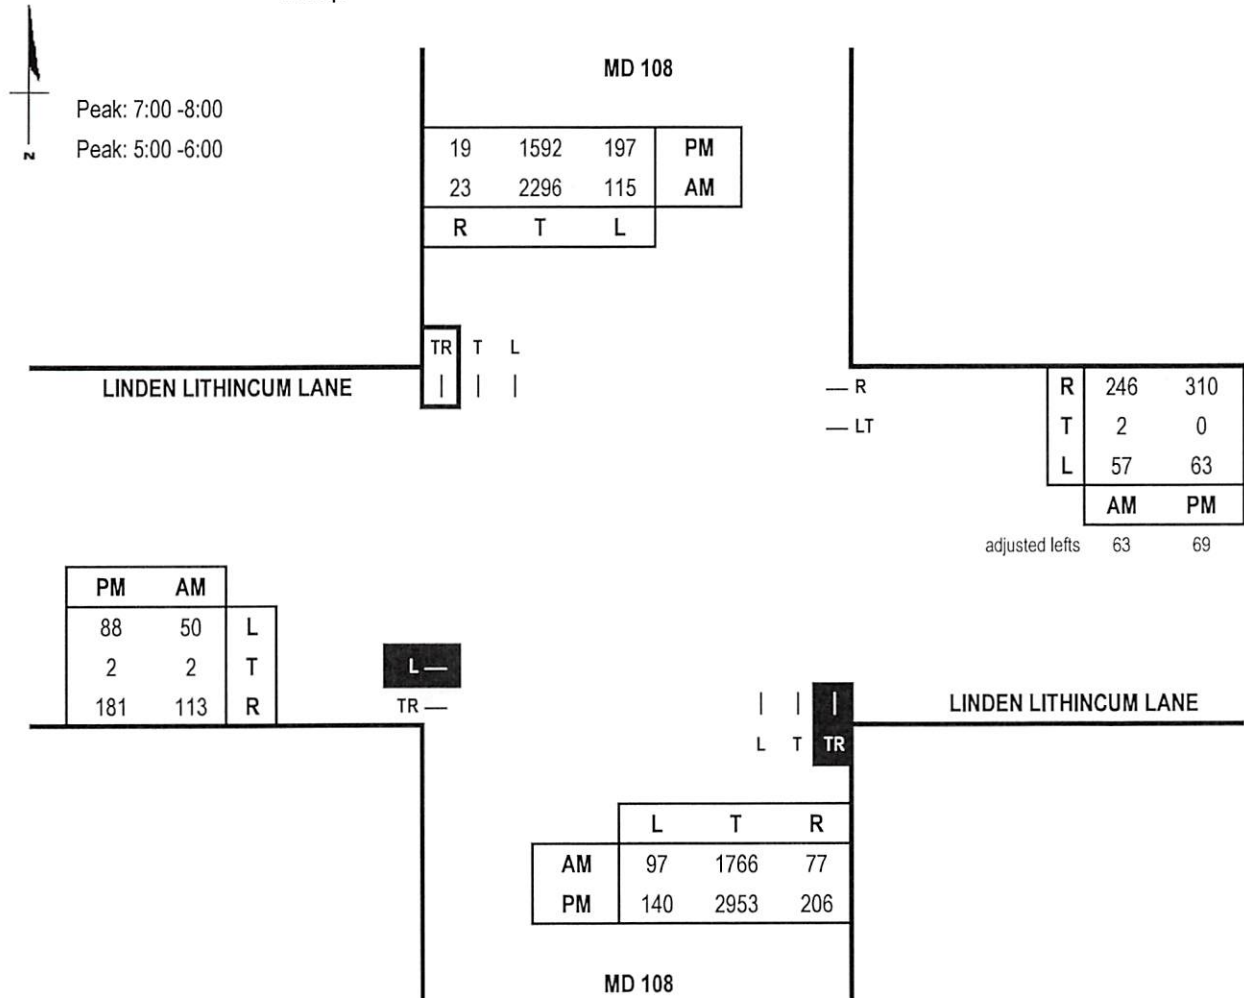 MD 108
Peak: 7:00 -8:00
N
Peak: 5:00 -6:00
19 1592 197 PM
23 2296 115 AM
R T L
TR T L
LINDEN LITHINCUM LANE
R
LT
R 246 310
T 2 0
L 57 63
AM PM
adjusted lefts 63 69
PM AM
88 50 L
2 2 T
181 113 R
L
TR
LINDEN LITHINCUM LANE
L T TR
L T R
AM 97 1766 77
PM 140 2953 206
MD 108